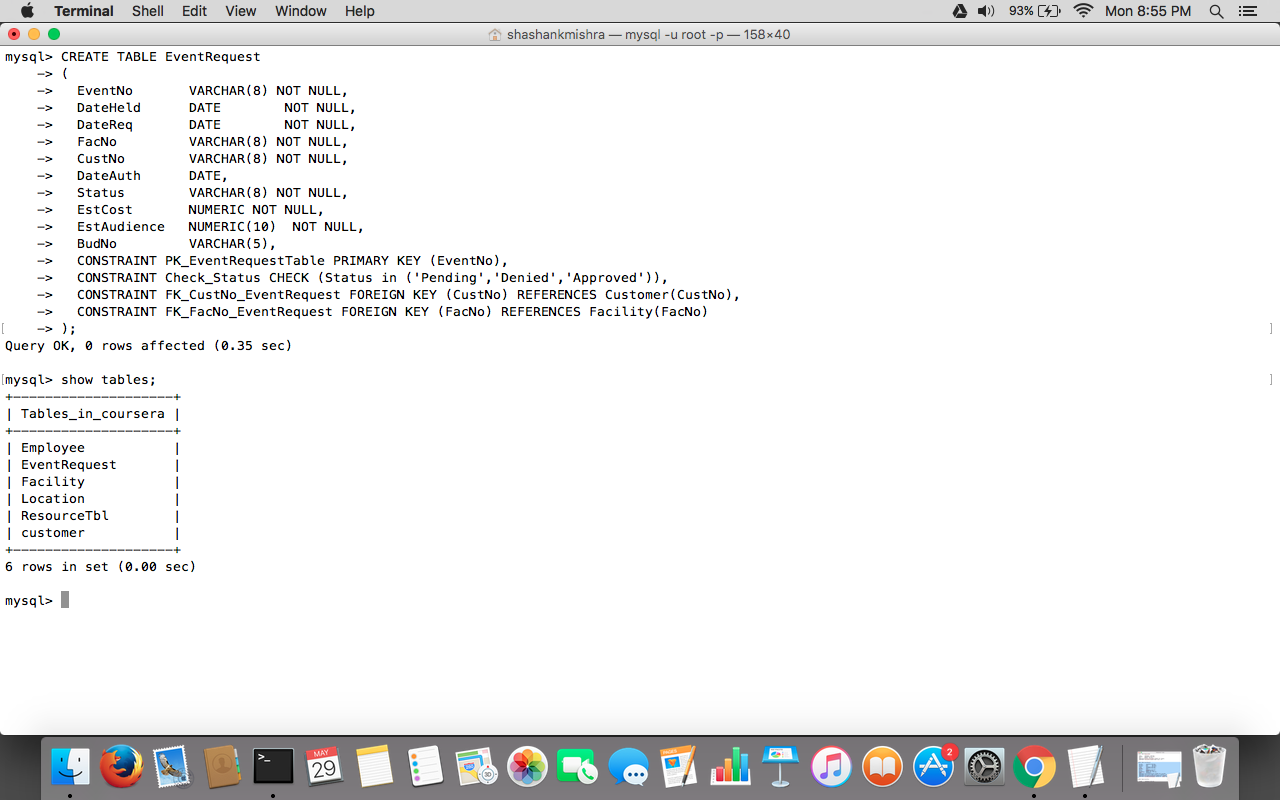 Terminal Shell Edit View Window Help 93% Mon 8:55 PM
shashankmishra — mysql -u root -p — 158×40
mysql> CREATE TABLE EventRequest
    -> (
    ->   EventNo       VARCHAR(8) NOT NULL,
    ->   DateHeld      DATE        NOT NULL,
    ->   DateReq       DATE        NOT NULL,
    ->   FacNo         VARCHAR(8) NOT NULL,
    ->   CustNo        VARCHAR(8) NOT NULL,
    ->   DateAuth      DATE,
    ->   Status        VARCHAR(8) NOT NULL,
    ->   EstCost       NUMERIC NOT NULL,
    ->   EstAudience   NUMERIC(10)  NOT NULL,
    ->   BudNo         VARCHAR(5),
    ->   CONSTRAINT PK_EventRequestTable PRIMARY KEY (EventNo),
    ->   CONSTRAINT Check_Status CHECK (Status in ('Pending','Denied','Approved')),
    ->   CONSTRAINT FK_CustNo_EventRequest FOREIGN KEY (CustNo) REFERENCES Customer(CustNo),
    ->   CONSTRAINT FK_FacNo_EventRequest FOREIGN KEY (FacNo) REFERENCES Facility(FacNo)
[    -> ); ]
Query OK, 0 rows affected (0.35 sec)
[mysql> show tables; ]
+--------------------+
| Tables_in_coursera |
+--------------------+
| Employee           |
| EventRequest       |
| Facility           |
| Location           |
| ResourceTbl        |
| customer           |
+--------------------+
6 rows in set (0.00 sec)
mysql>
>_
MAY
29
PAGES
2